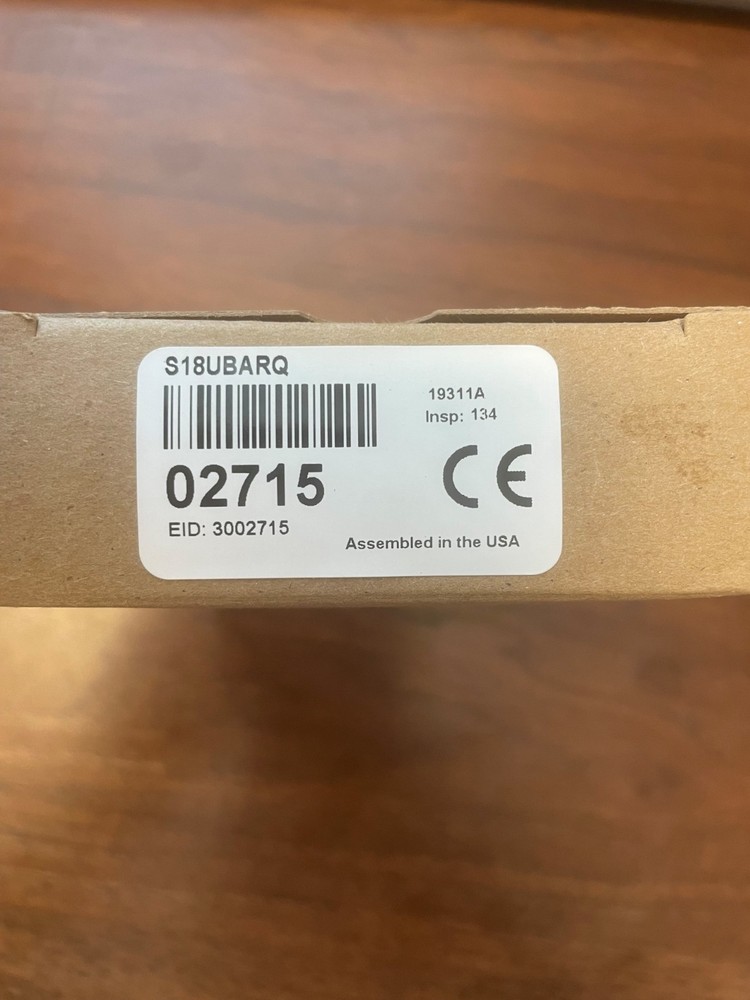 S18UBARQ
19311A
Insp: 134
02715
CE
EID: 3002715
Assembled in the USA